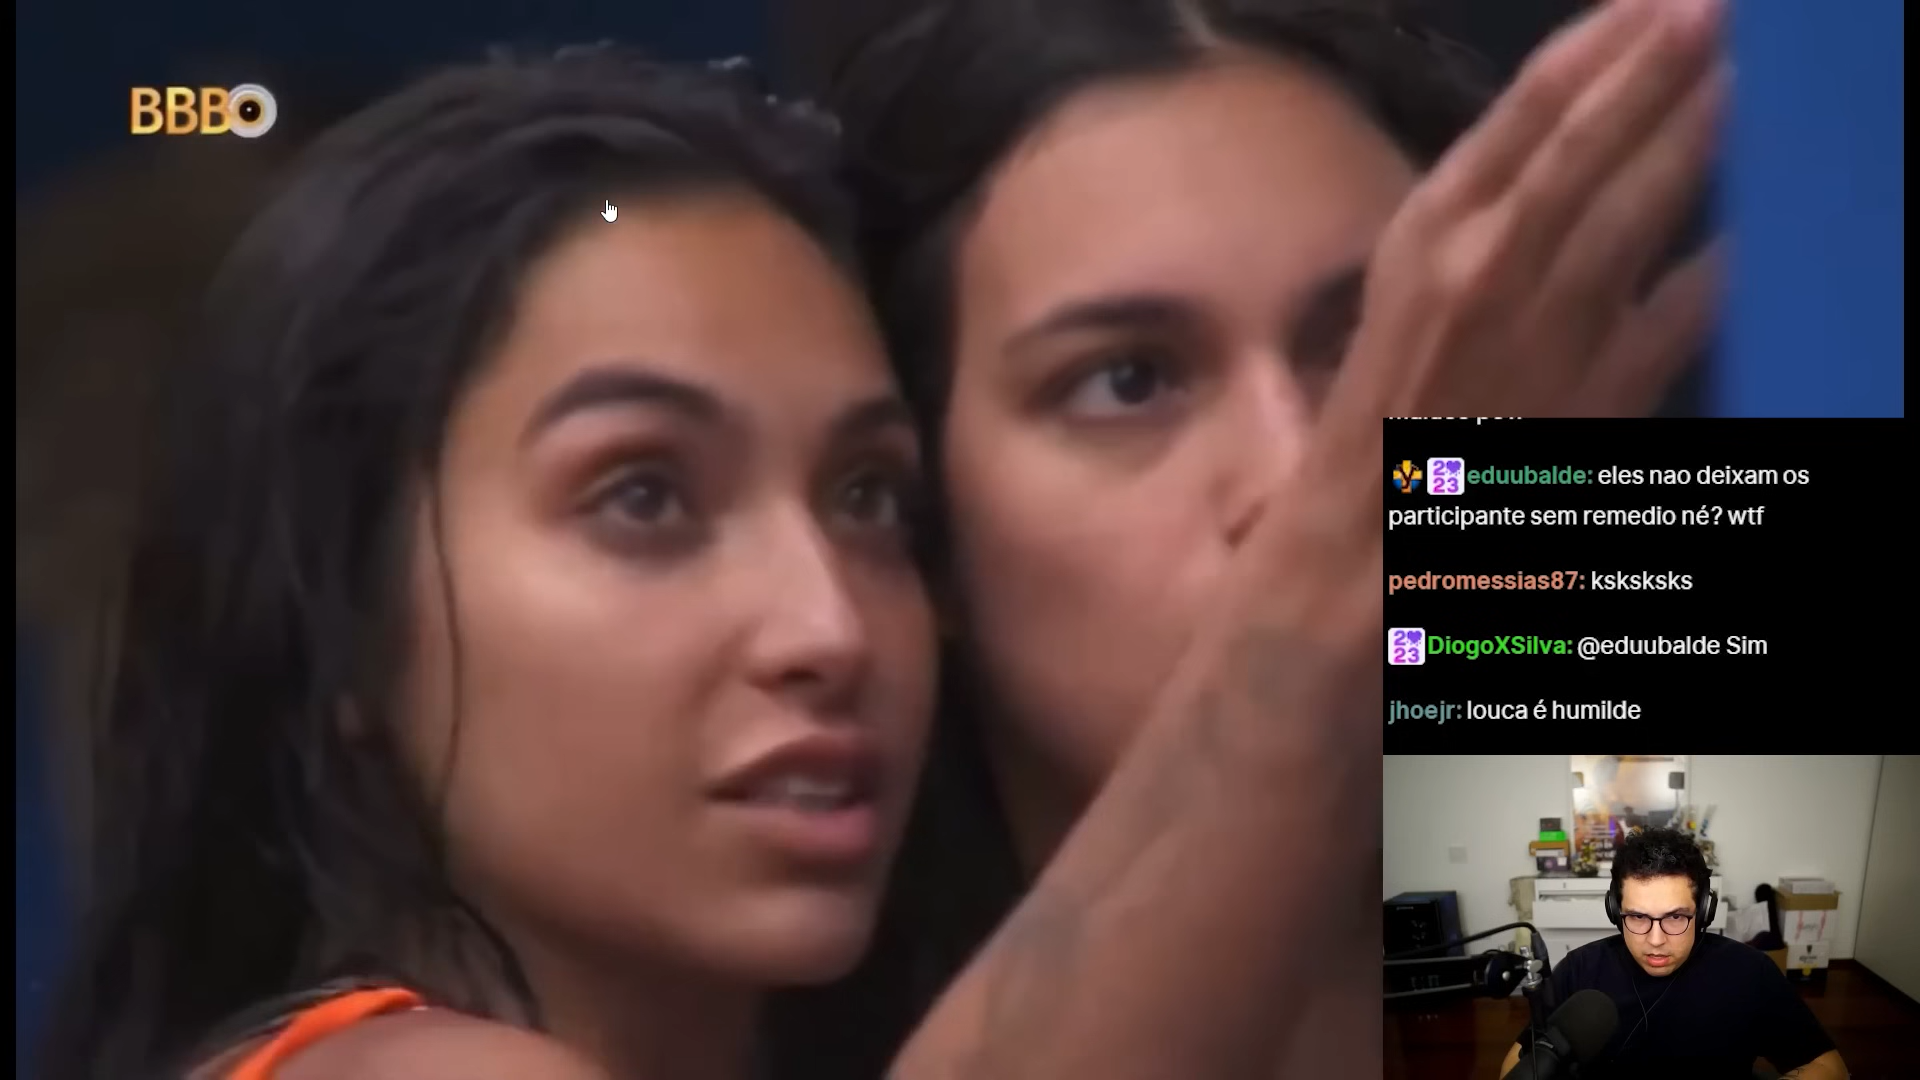 BBB
eduubalde: eles nao deixam os
participante sem remedio né? wtf
pedromessias87: ksksksks
DiogoXSilva: @eduubalde Sim
jhoejr: louca é humilde